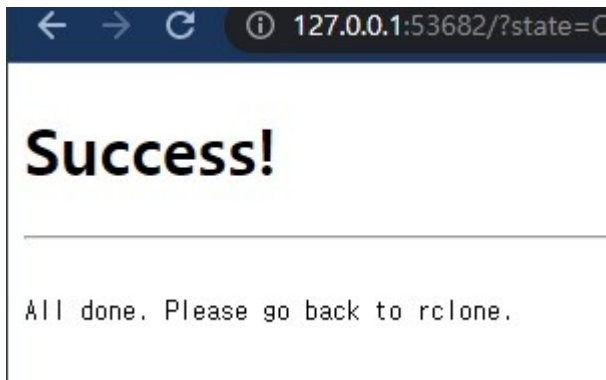 127.0.0.1:53682/?state=
Success!
All done. Please go back to rclone.